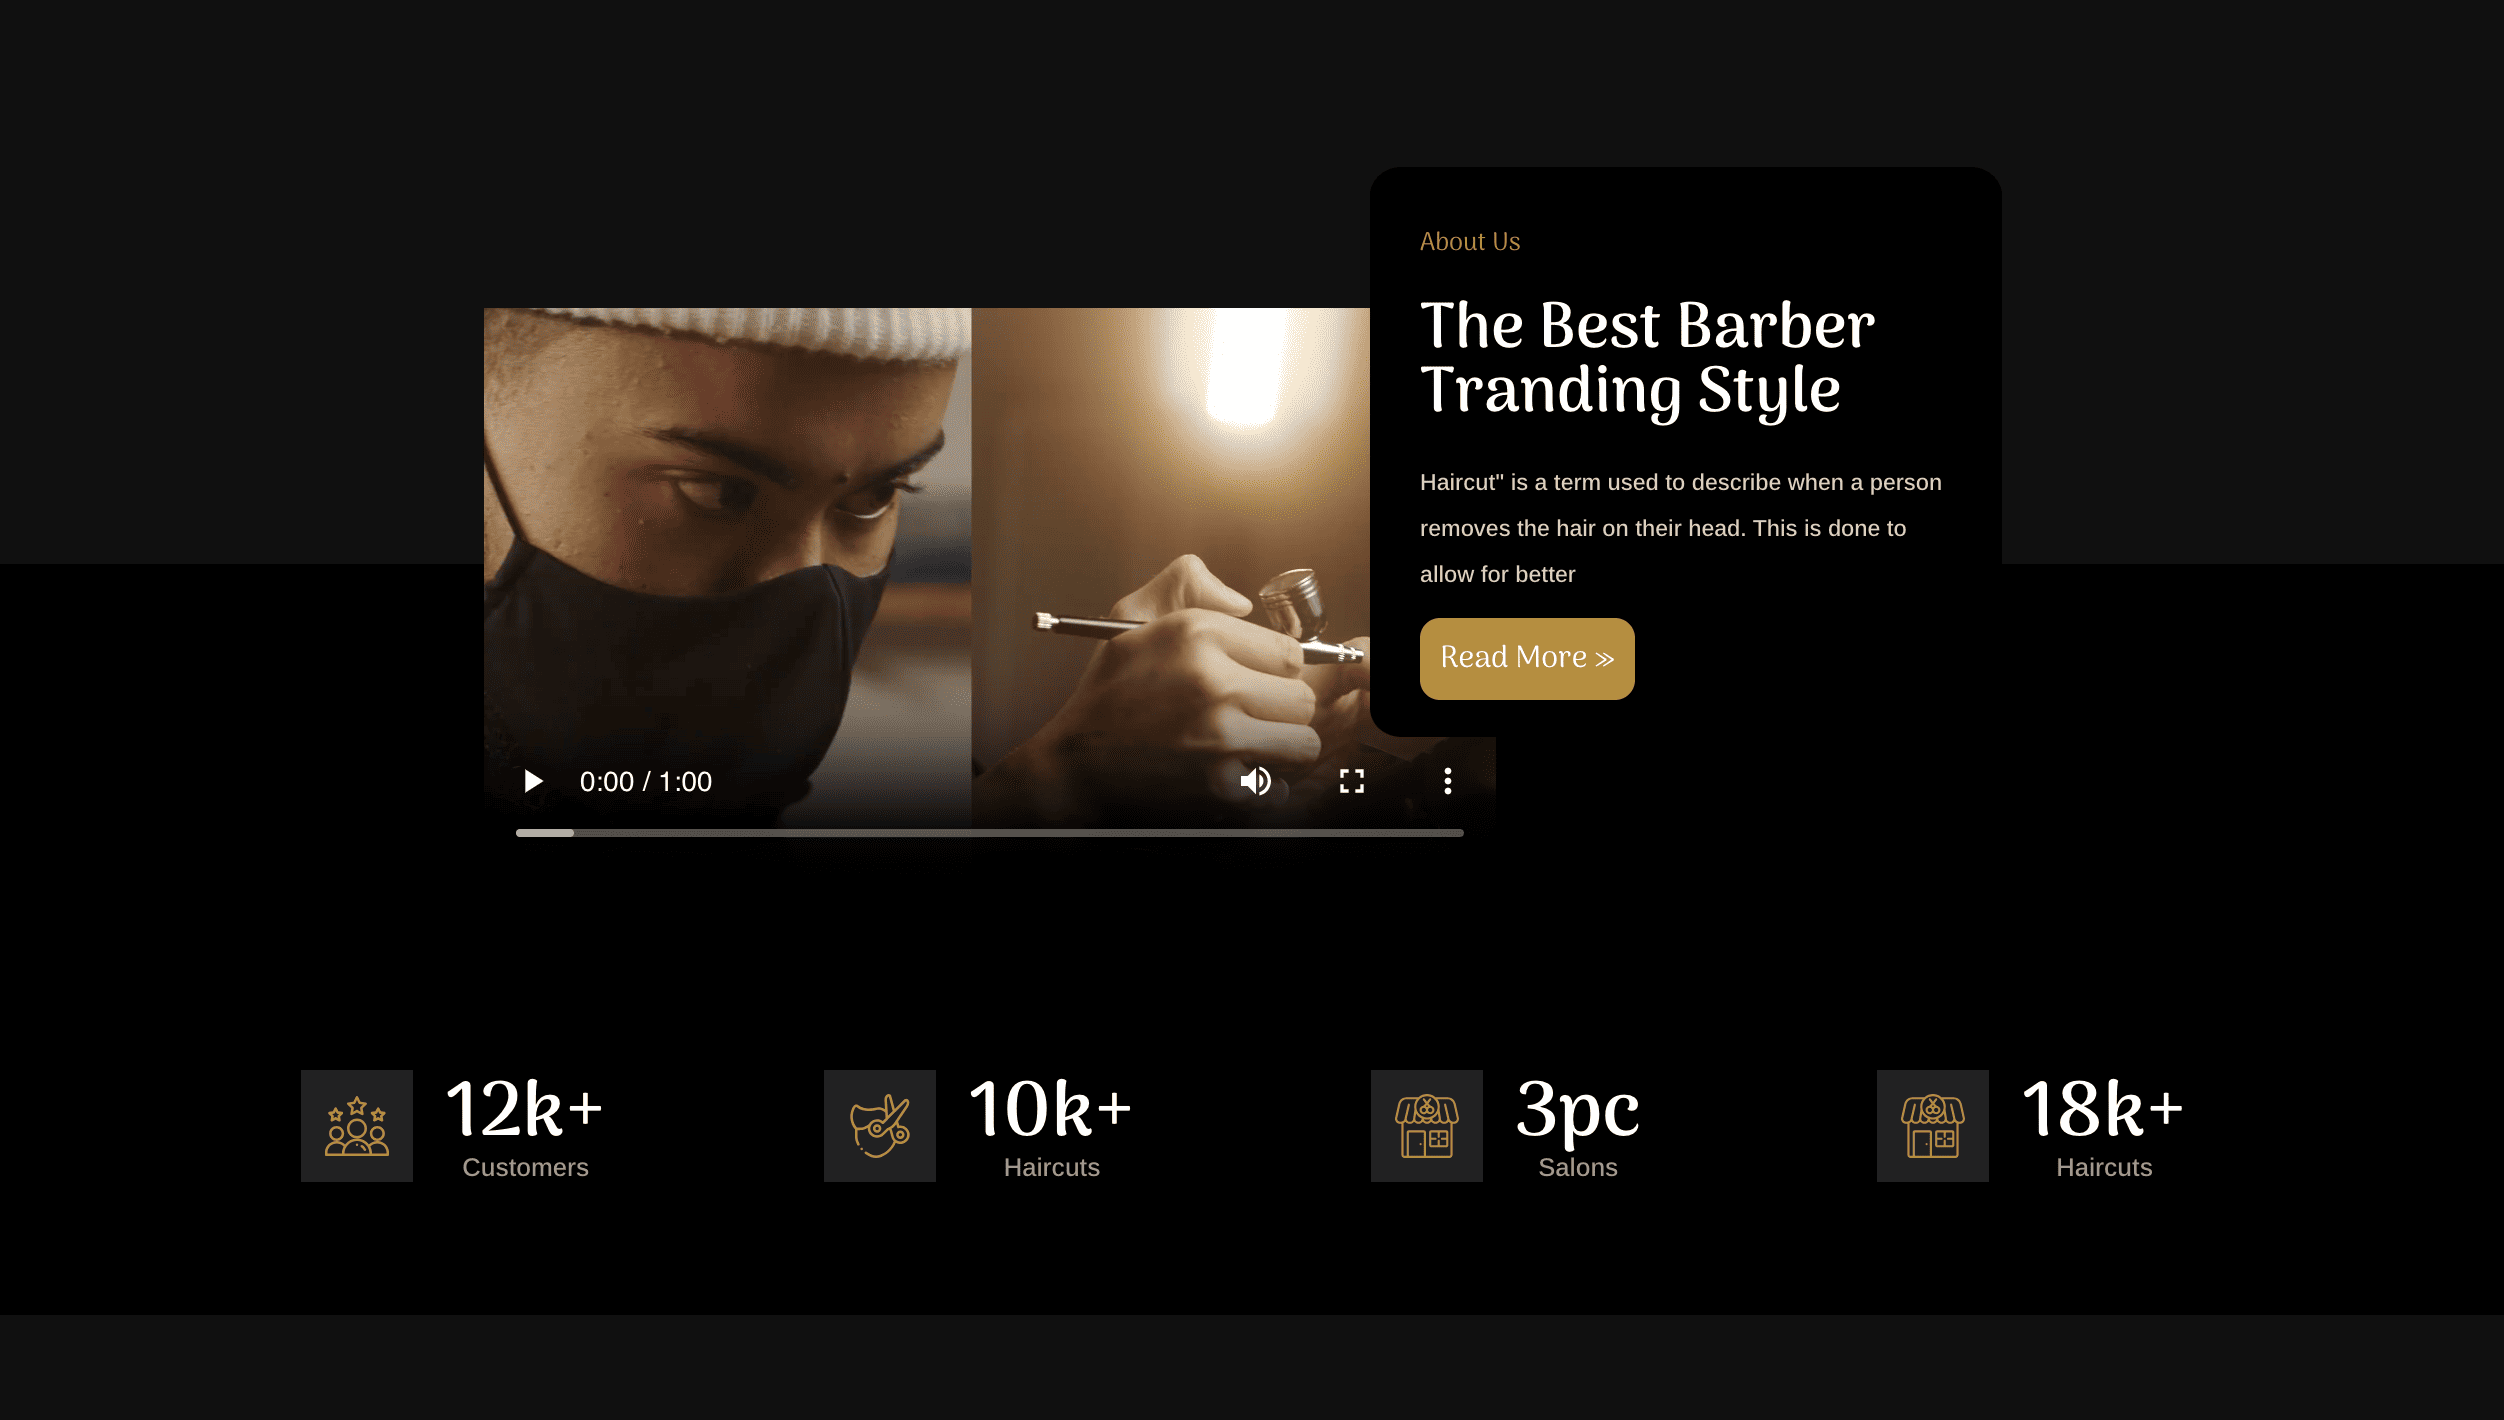 About Us
The Best Barber
Tranding Style
Haircut" is a term used to describe when a person
removes the hair on their head. This is done to
allow for better
Read More »
0:00 / 1:00
12k+
Customers
10k+
Haircuts
3pc
Salons
18k+
Haircuts